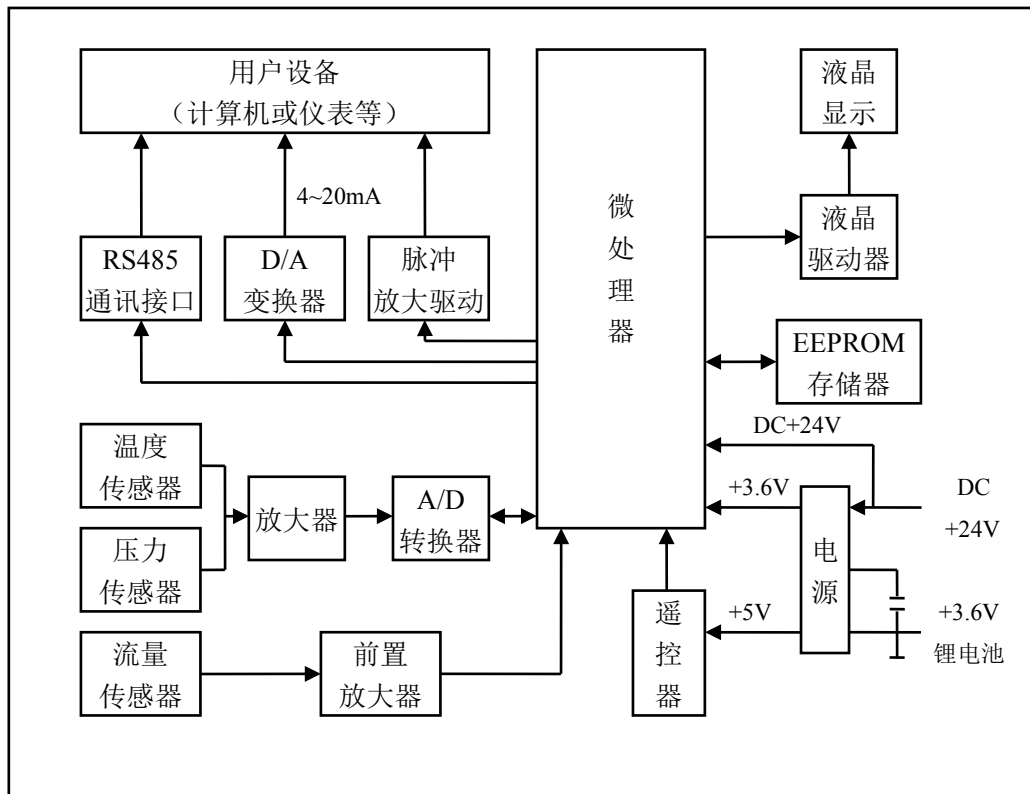 用户设备
（计算机或仪表等）
4~20mA
RS485
通讯接口
D/A
变换器
脉冲
放大驱动
微
处
理
器
液晶
显示
液晶
驱动器
EEPROM
存储器
DC+24V
温度
传感器
压力
传感器
放大器
A/D
转换器
+3.6V
电
源
DC
+24V
+3.6V
锂电池
+5V
遥
控
器
流量
传感器
前置
放大器